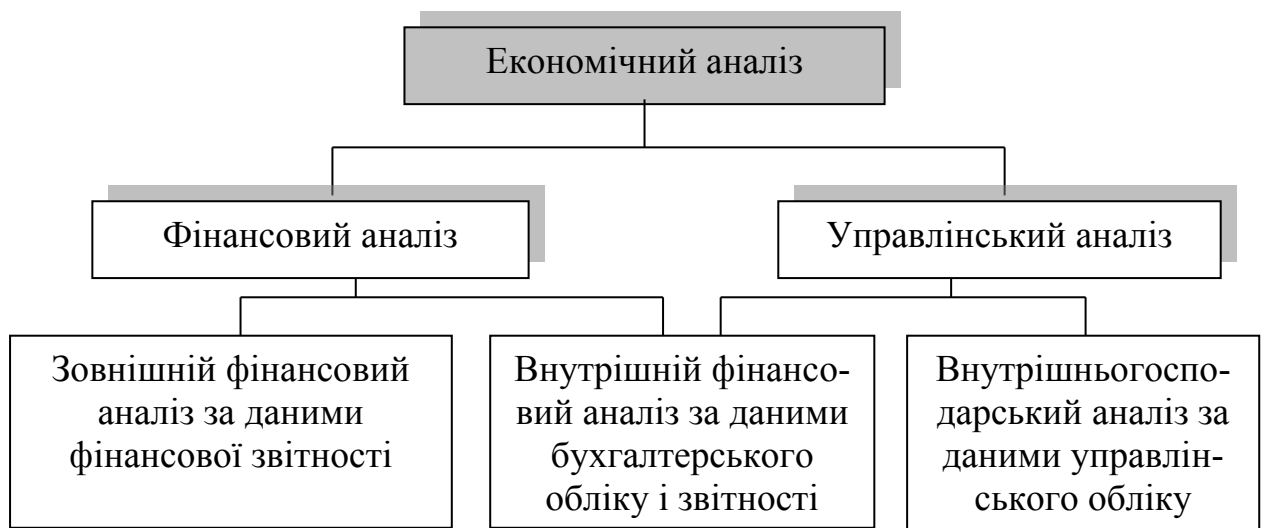 Економічний аналіз
Фінансовий аналіз
Управлінський аналіз
Зовнішній фінансовий
аналіз за даними
фінансової звітності
Внутрішній фінансо-
вий аналіз за даними
бухгалтерського
обліку і звітності
Внутрішньогоспо-
дарський аналіз за
даними управлін-
ського обліку